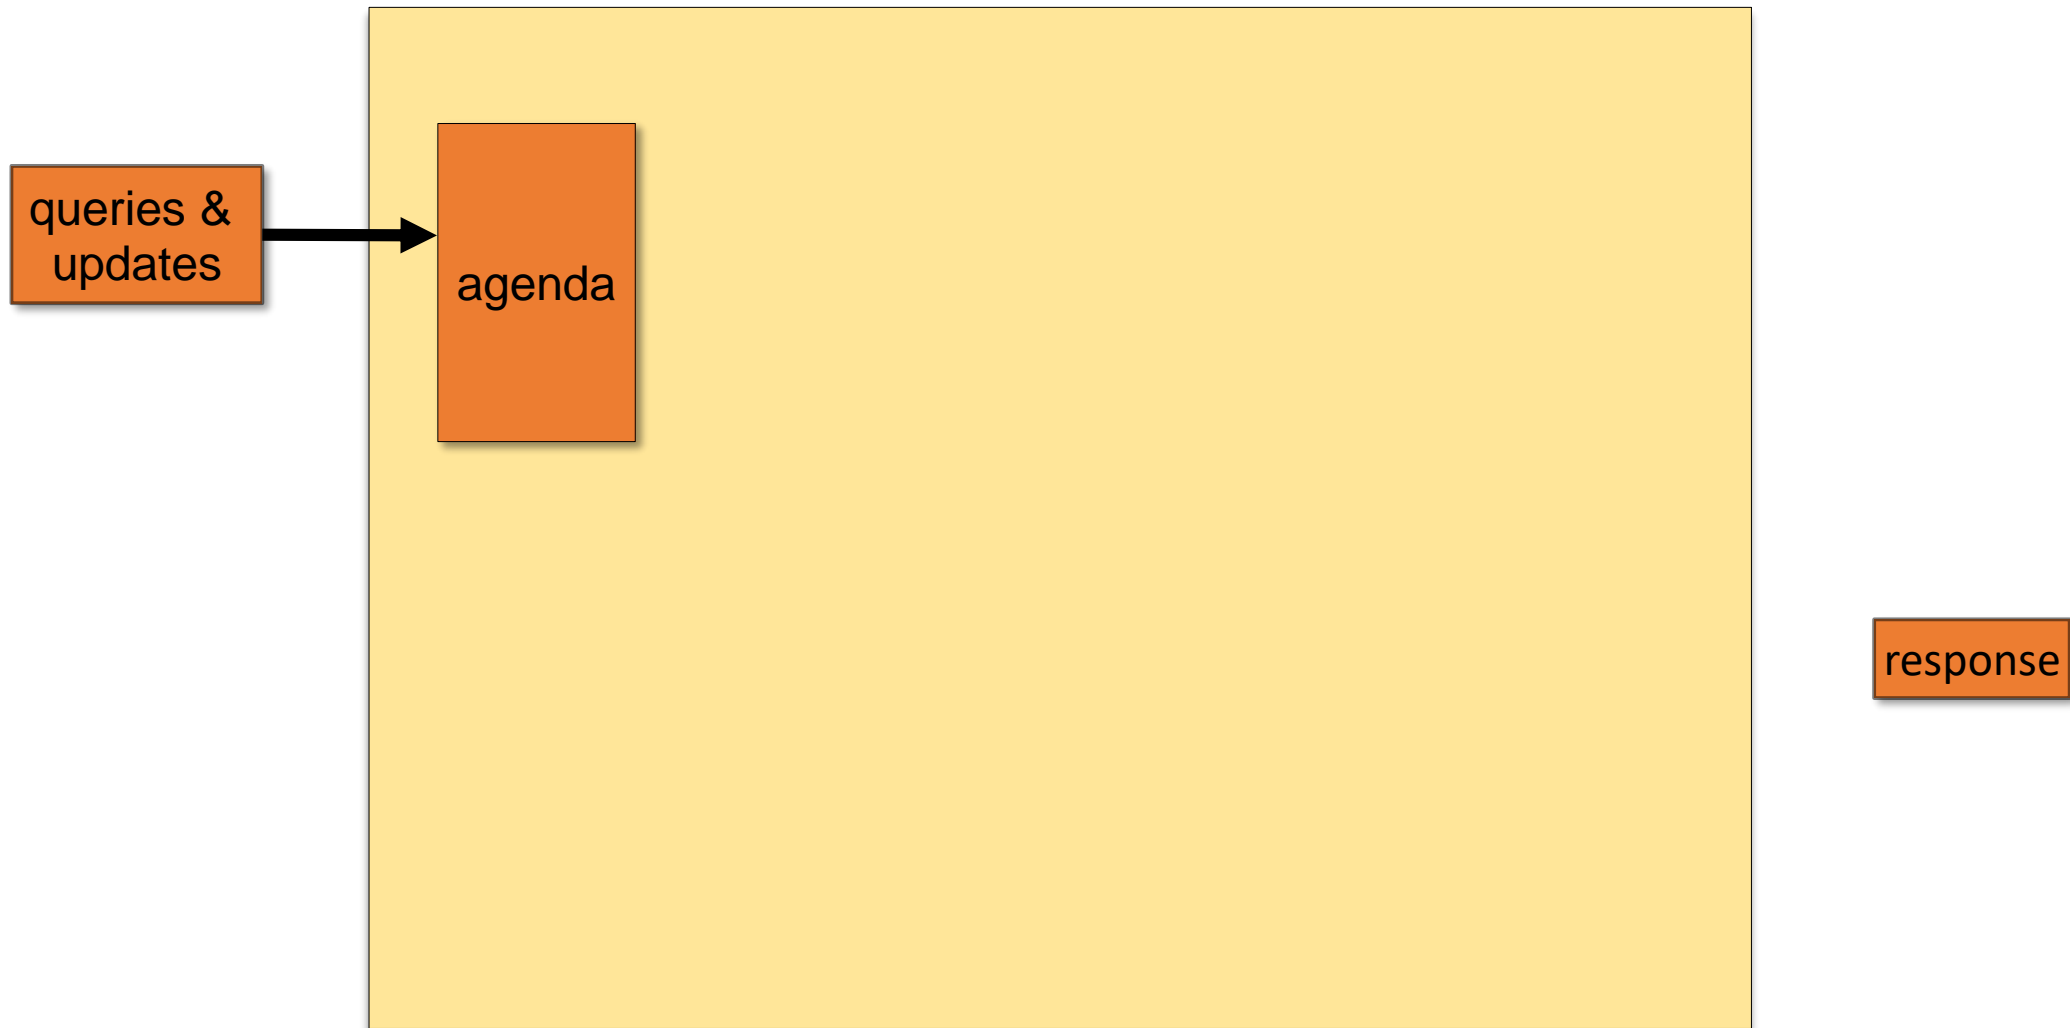 queries &
updates
agenda
response